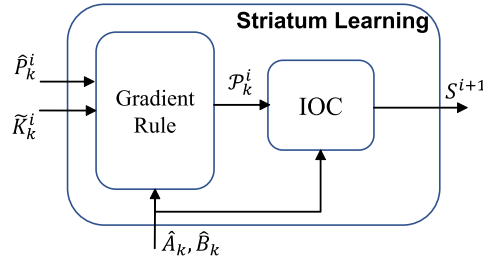 Striatum Learning
P̂ₖⁱ
K̃ₖⁱ
Gradient
Rule
𝒫ₖⁱ
IOC
Sⁱ⁺¹
Âₖ, B̂ₖ